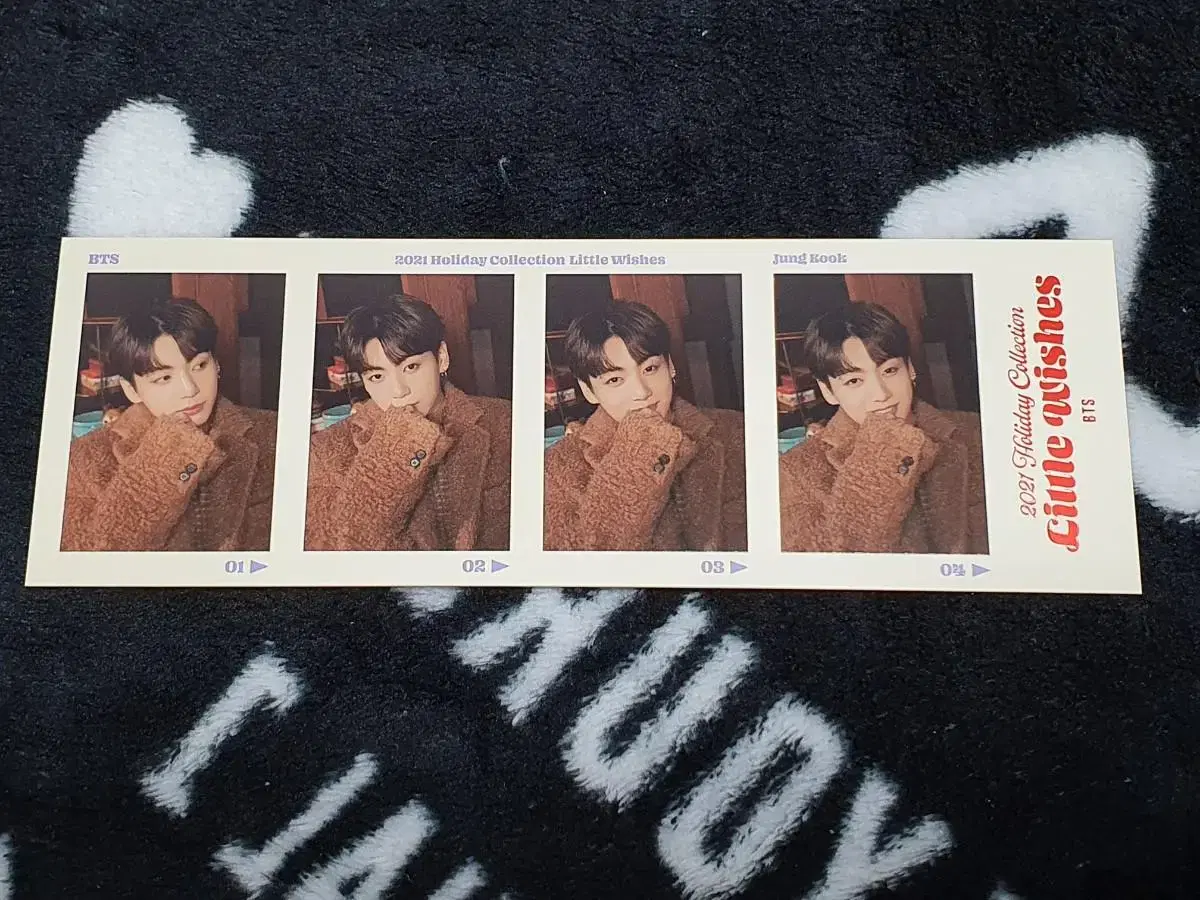 BTS
2021 Holiday Collection Little Wishes
Jung Kook
01
02
03
04
2021 Holiday Collection
Little Wishes
BTS